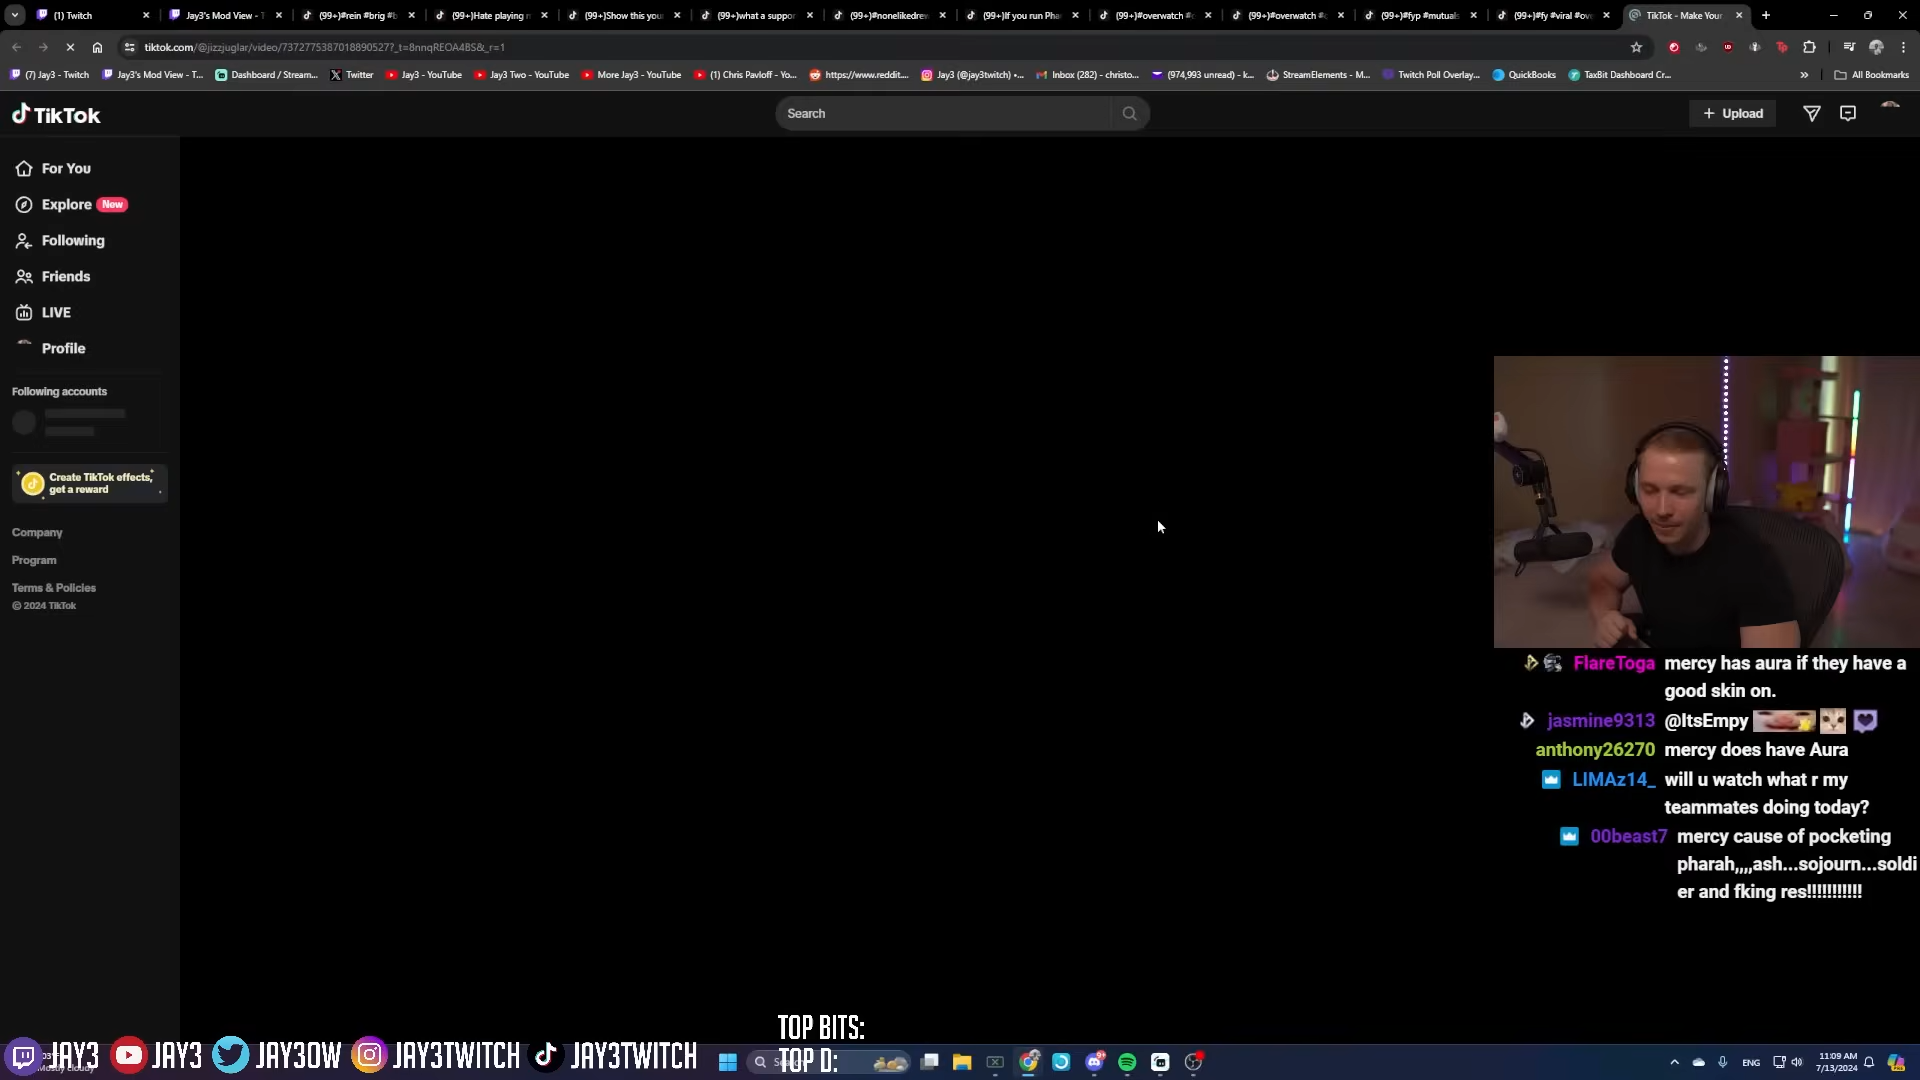 (1) Twitch
Jay3's Mod View - T
(99+)#rein #brig #b
(99+)Hate playing m
(99+)Show this you
(99+)what a suppor
(99+)#nonelikedrew
(99+)If you run Pha
(99+)#overwatch #
(99+)#overwatch #
(99+)#fyp #mutuals
(99+)#fy #viral #ov
TikTok - Make Your
tiktok.com/@jizzjuglar/video/7372775387018890527?_t=8nnqREOA4BS&_r=1
(7) Jay3 - Twitch
Jay3's Mod View - T...
Dashboard / Stream...
Twitter
Jay3 - YouTube
Jay3 Two - YouTube
More Jay3 - YouTube
(1) Chris Pavloff - Yo...
https://www.reddit....
Jay3 (@jay3twitch) •...
Inbox (282) - christo...
(974,993 unread) - k...
StreamElements - M...
Twitch Poll Overlay...
QuickBooks
TaxBit Dashboard Cr...
All Bookmarks
TikTok
Search
Upload
For You
Explore New
Following
Friends
LIVE
Profile
Following accounts
Create TikTok effects,
get a reward
Company
Program
Terms & Policies
© 2024 TikTok
FlareToga mercy has aura if they have a
good skin on.
jasmine9313 @ItsEmpy
anthony26270 mercy does have Aura
LIMAz14_ will u watch what r my
teammates doing today?
00beast7 mercy cause of pocketing
pharah,,,,ash...sojourn...soldi
er and fking res!!!!!!!!!!!
TOP BITS:
TOP D:
JAY3
JAY3
JAY3OW
JAY3TWITCH
JAY3TWITCH
Mostly cloudy
ENG
11:09 AM
7/13/2024